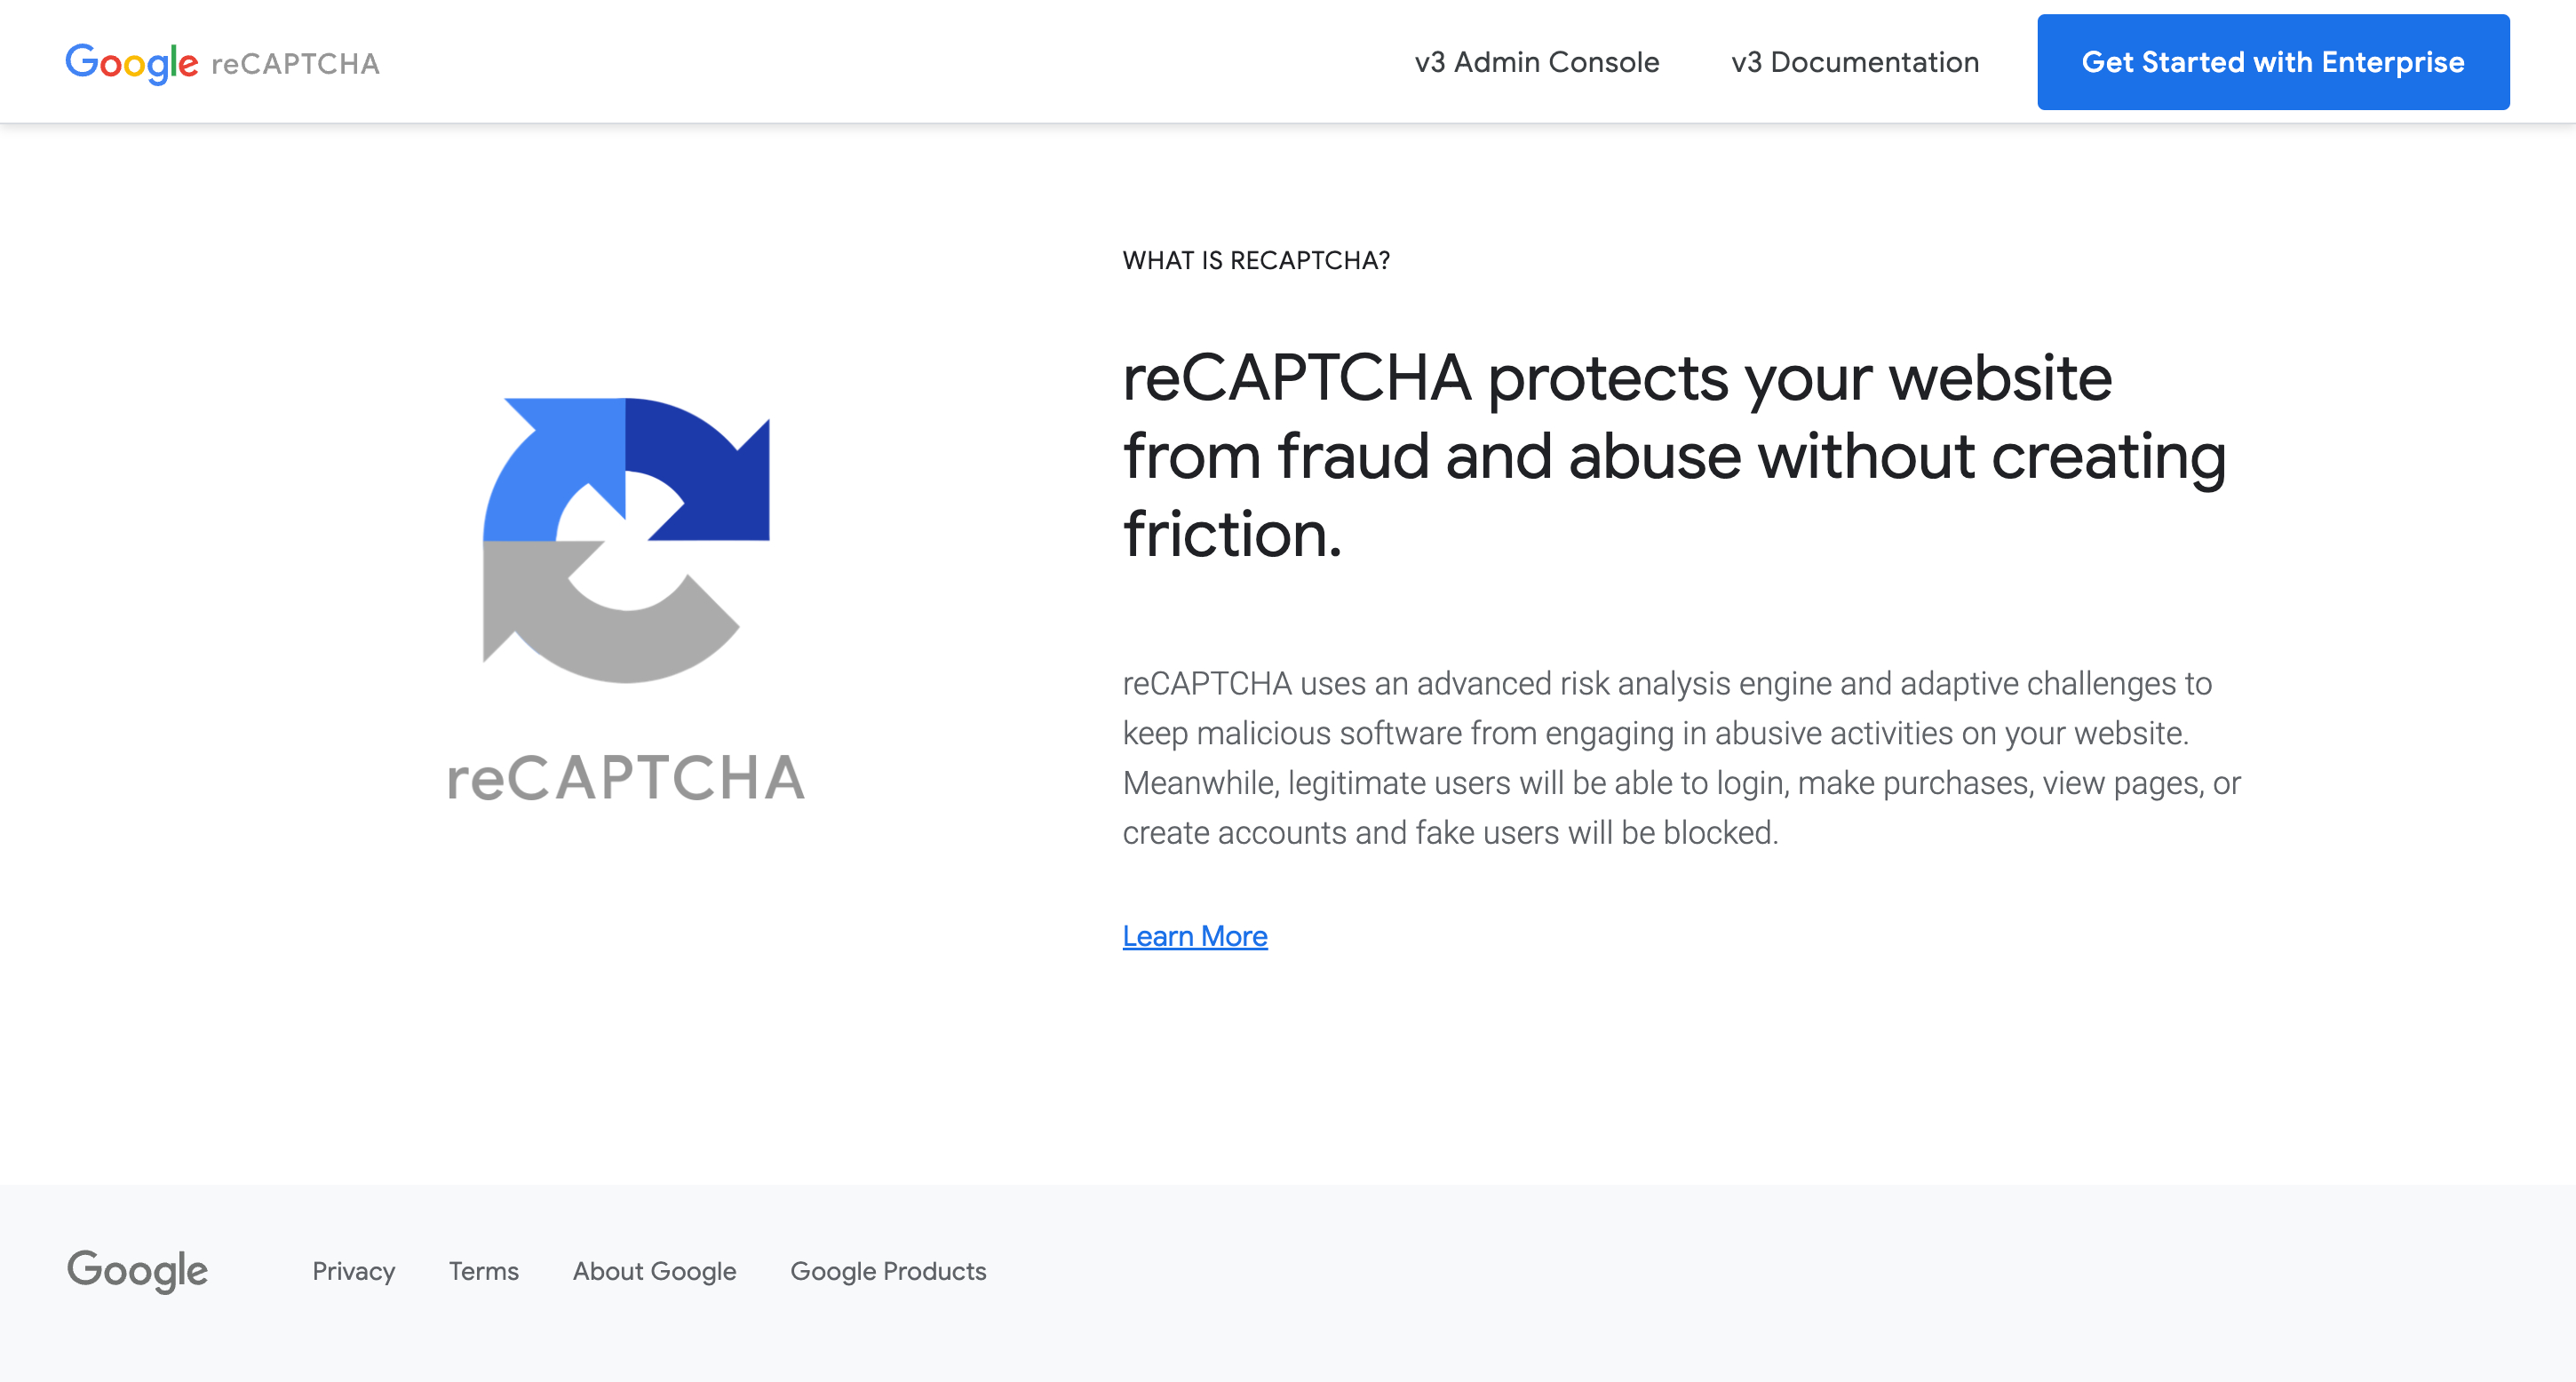 Google reCAPTCHA
v3 Admin Console
v3 Documentation
Get Started with Enterprise
WHAT IS RECAPTCHA?
reCAPTCHA protects your website
from fraud and abuse without creating
friction.
reCAPTCHA uses an advanced risk analysis engine and adaptive challenges to
keep malicious software from engaging in abusive activities on your website.
Meanwhile, legitimate users will be able to login, make purchases, view pages, or
create accounts and fake users will be blocked.
Learn More
reCAPTCHA
Google
Privacy
Terms
About Google
Google Products